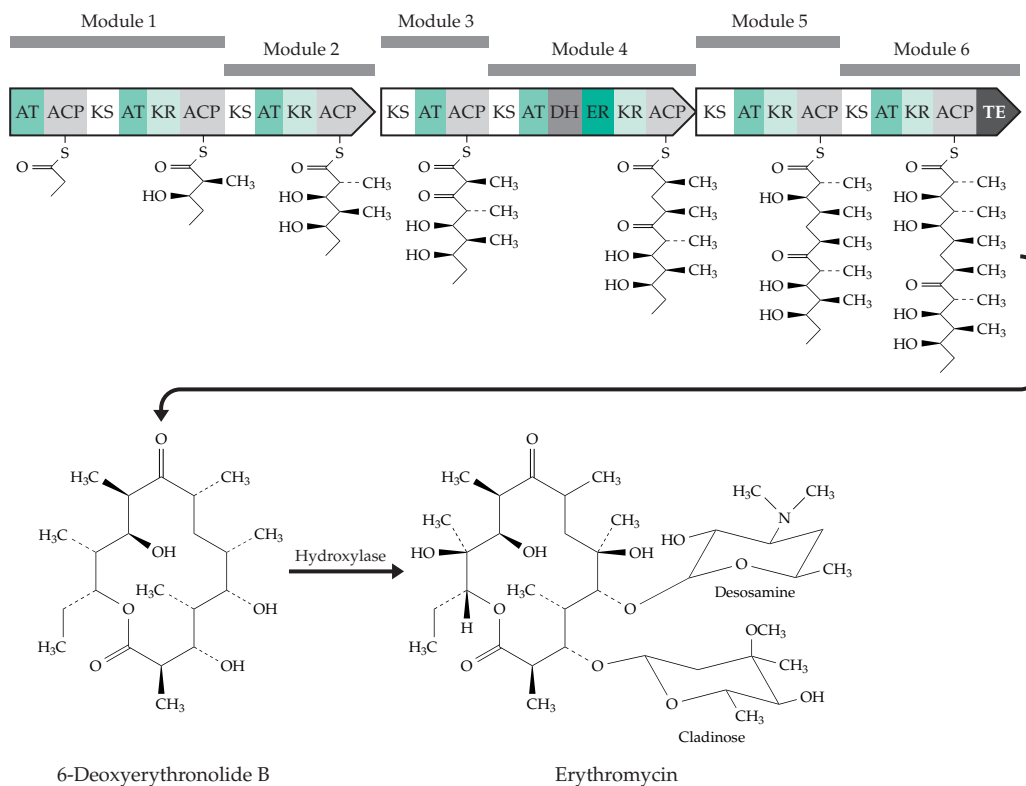 Module 1
Module 3
Module 5
Module 2
Module 4
Module 6
AT ACP KS AT KR ACP KS AT KR ACP
KS AT ACP KS AT DH ER KR ACP
KS AT KR ACP KS AT KR ACP TE
S S S S S S S
O
O CH3 HO
O CH3 HO CH3 HO
O CH3 O CH3 HO CH3 HO
O CH3 CH3 O CH3 HO CH3 HO
O CH3 HO CH3 CH3 O CH3 HO CH3 HO
O CH3 HO CH3 HO CH3 CH3 O CH3 HO CH3 HO
O
H3C CH3
H3C CH3
OH
H3C
O OH
H3C
O OH
CH3
Hydroxylase
O
H3C CH3
H3C CH3
HO OH OH
H3C
O O
H
H3C
O O
CH3
H3C CH3
N
HO
O CH3
Desosamine
OCH3
CH3
O OH
CH3
Cladinose
6-Deoxyerythronolide B
Erythromycin